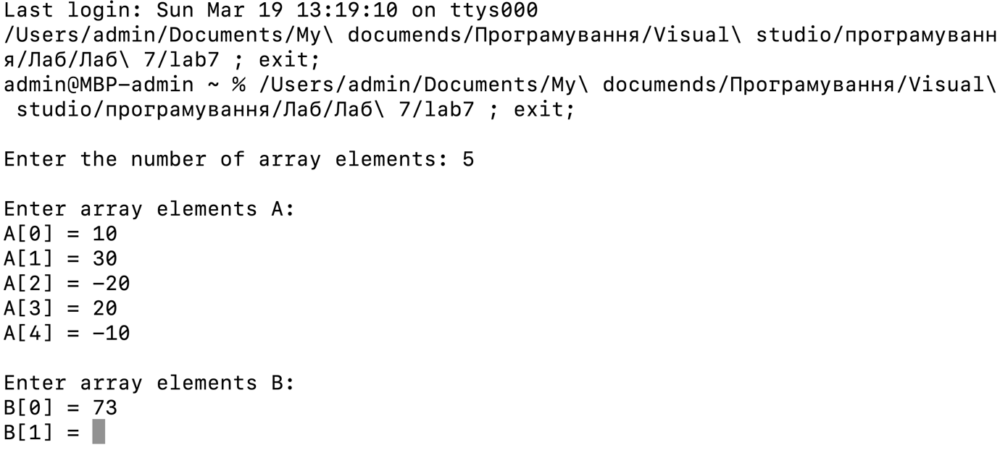 Last login: Sun Mar 19 13:19:10 on ttys000
/Users/admin/Documents/My\ documends/Програмування/Visual\ studio/програмуванн
я/Лаб/Лаб\ 7/lab7 ; exit;
admin@MBP-admin ~ % /Users/admin/Documents/My\ documends/Програмування/Visual\
 studio/програмування/Лаб/Лаб\ 7/lab7 ; exit;
Enter the number of array elements: 5
Enter array elements A:
A[0] = 10
A[1] = 30
A[2] = -20
A[3] = 20
A[4] = -10
Enter array elements B:
B[0] = 73
B[1] =